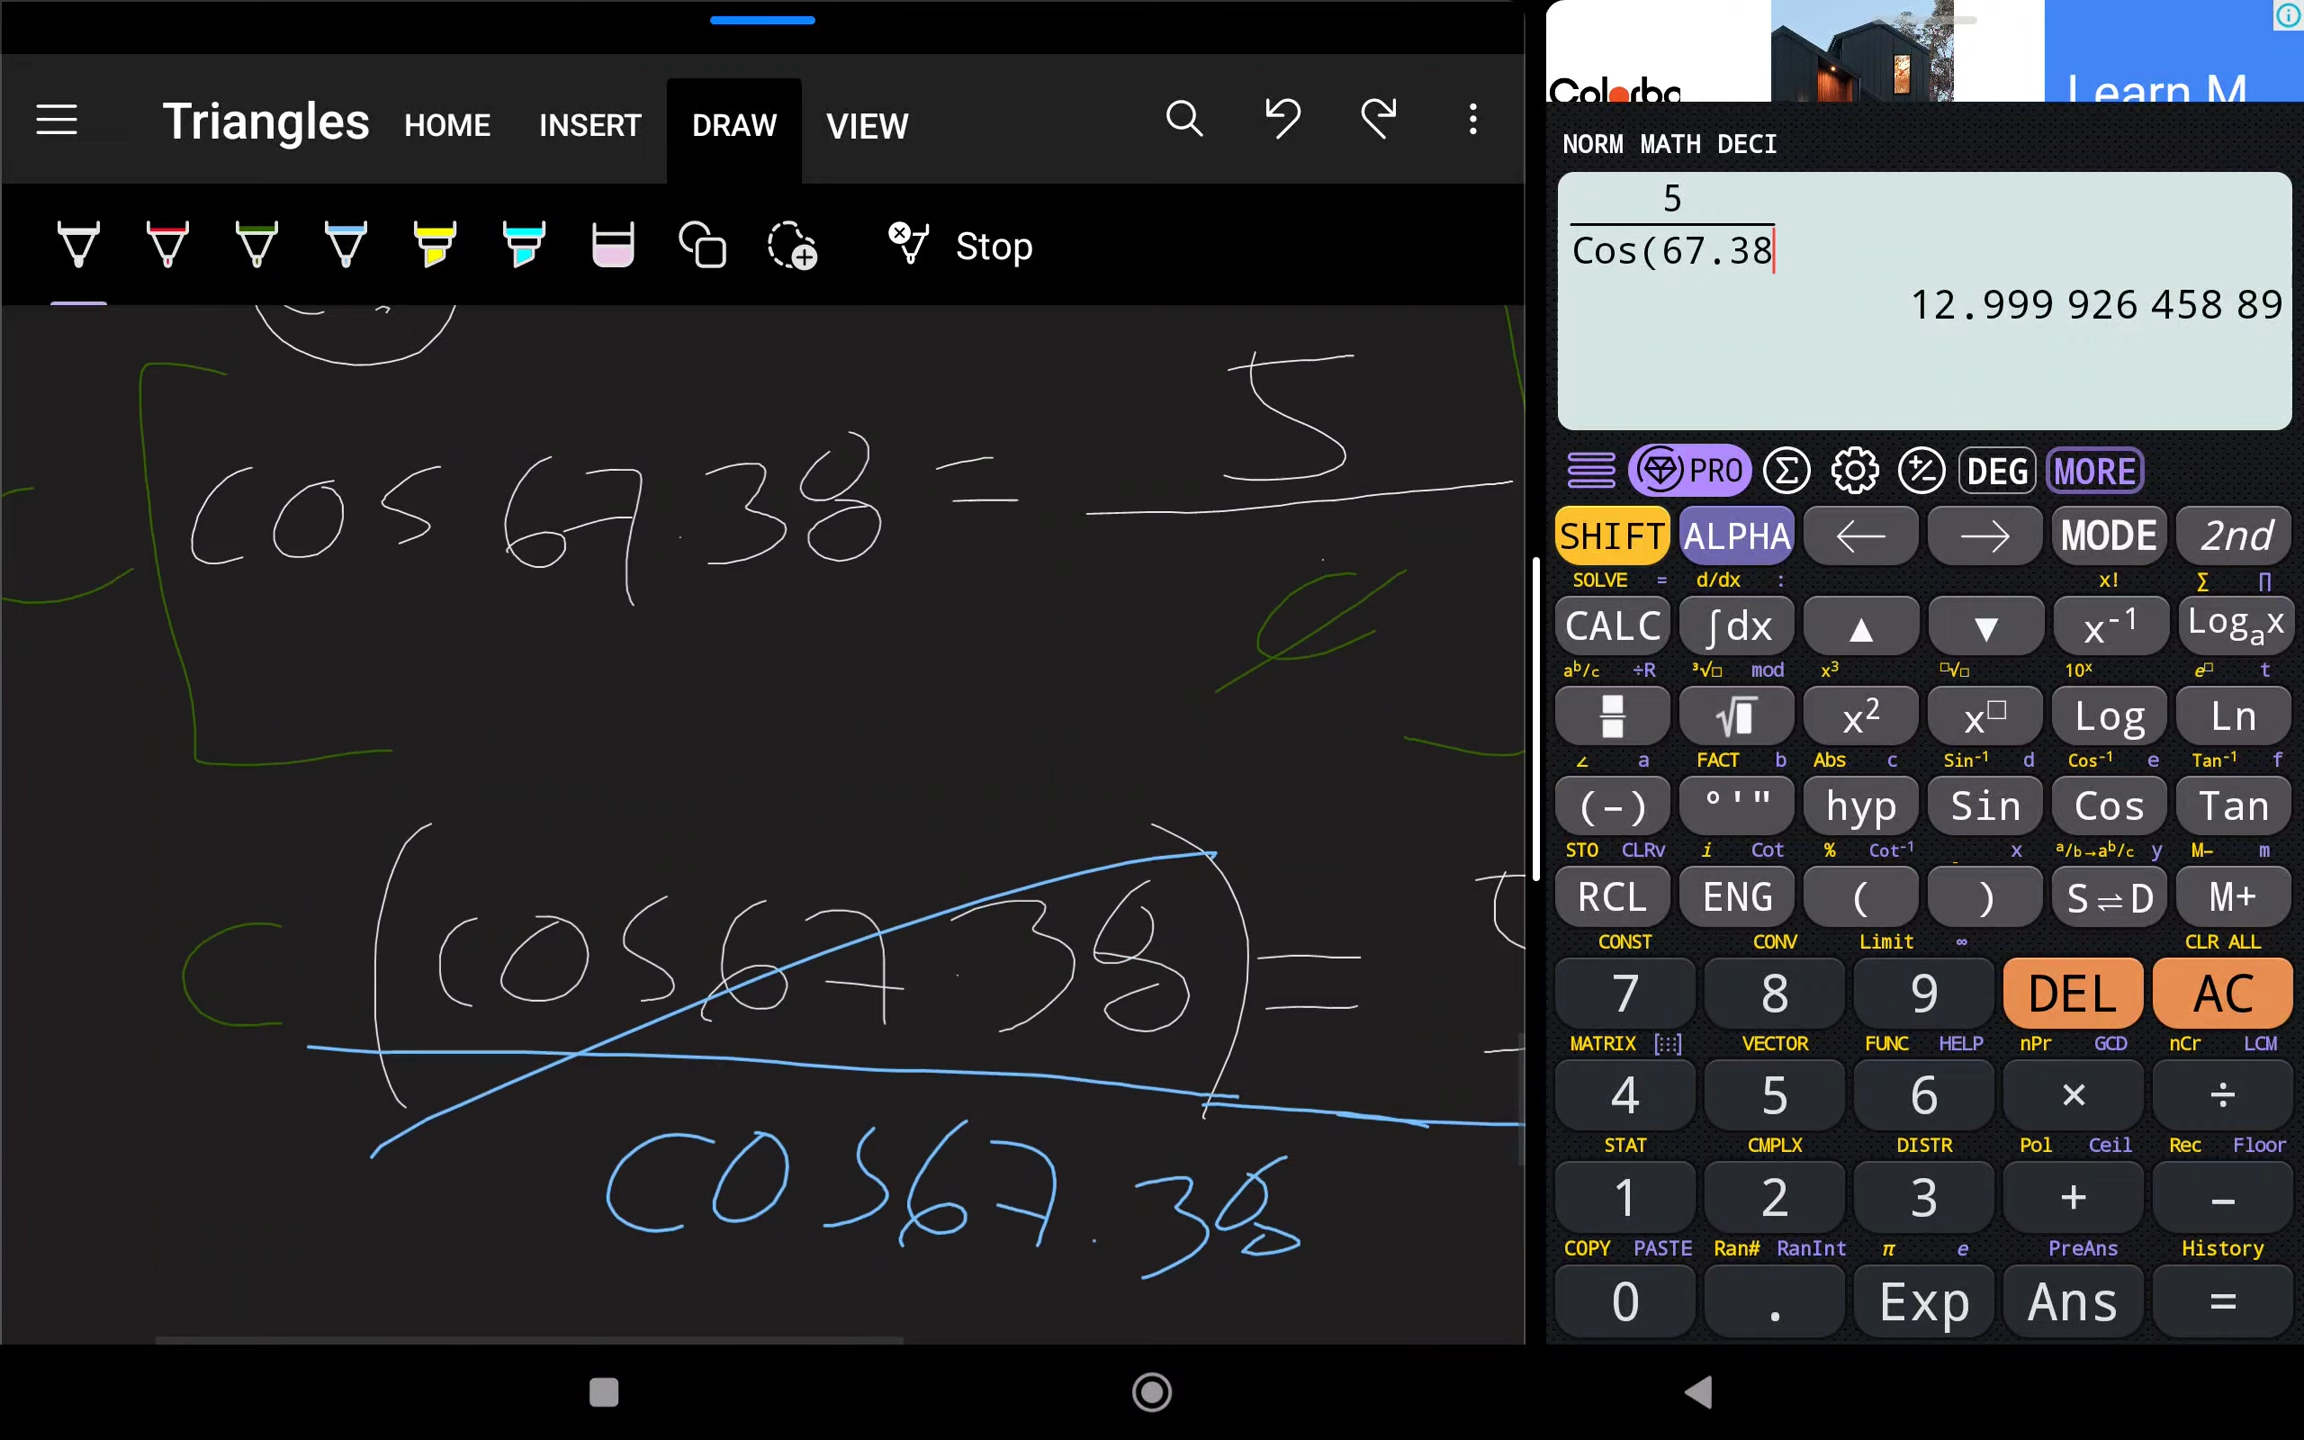 Triangles HOME INSERT DRAW VIEW
Stop
cos 67.38 = 5
c
c (cos 67.38) =
cos 67.38
Colorbo
Learn M
NORM MATH DECI
5
Cos(67.38
12.999 926 458 89
PRO DEG MORE
SHIFT ALPHA ← → MODE 2nd
SOLVE = d/dx : x! Σ ∏
CALC ∫dx ▲ ▼ x⁻¹ Logₐx
aᵇ/c ÷R ³√□ mod x³ □√□ 10ˣ e□ t
√ x² x□ Log Ln
∠ a FACT b Abs c Sin⁻¹ d Cos⁻¹ e Tan⁻¹ f
(−) °'" hyp Sin Cos Tan
STO CLRv i Cot % Cot⁻¹ x a/b→aᵇ/c y M− m
RCL ENG ( ) S⇌D M+
CONST CONV Limit ∞ CLR ALL
7 8 9 DEL AC
MATRIX VECTOR FUNC HELP nPr GCD nCr LCM
4 5 6 × ÷
STAT CMPLX DISTR Pol Ceil Rec Floor
1 2 3 + −
COPY PASTE Ran# RanInt π e PreAns History
0 . Exp Ans =